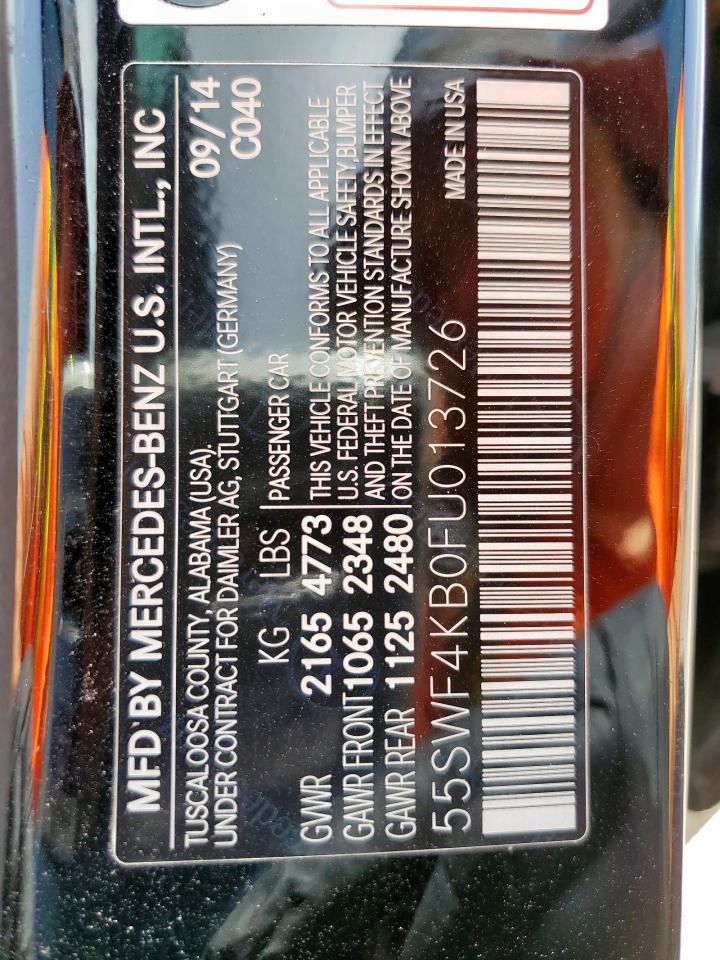 MFD BY MERCEDES-BENZ U.S. INTL., INC
TUSCALOOSA COUNTY, ALABAMA (USA), 09/14
UNDER CONTRACT FOR DAIMLER AG, STUTTGART (GERMANY) C040
KG LBS PASSENGER CAR
GVWR 2165 4773 THIS VEHICLE CONFORMS TO ALL APPLICABLE
GAWR FRONT 1065 2348 U.S. FEDERAL MOTOR VEHICLE SAFETY,BUMPER
AND THEFT PREVENTION STANDARDS IN EFFECT
GAWR REAR 1125 2480 ON THE DATE OF MANUFACTURE SHOWN ABOVE
55SWF4KB0FU013726 MADE IN USA